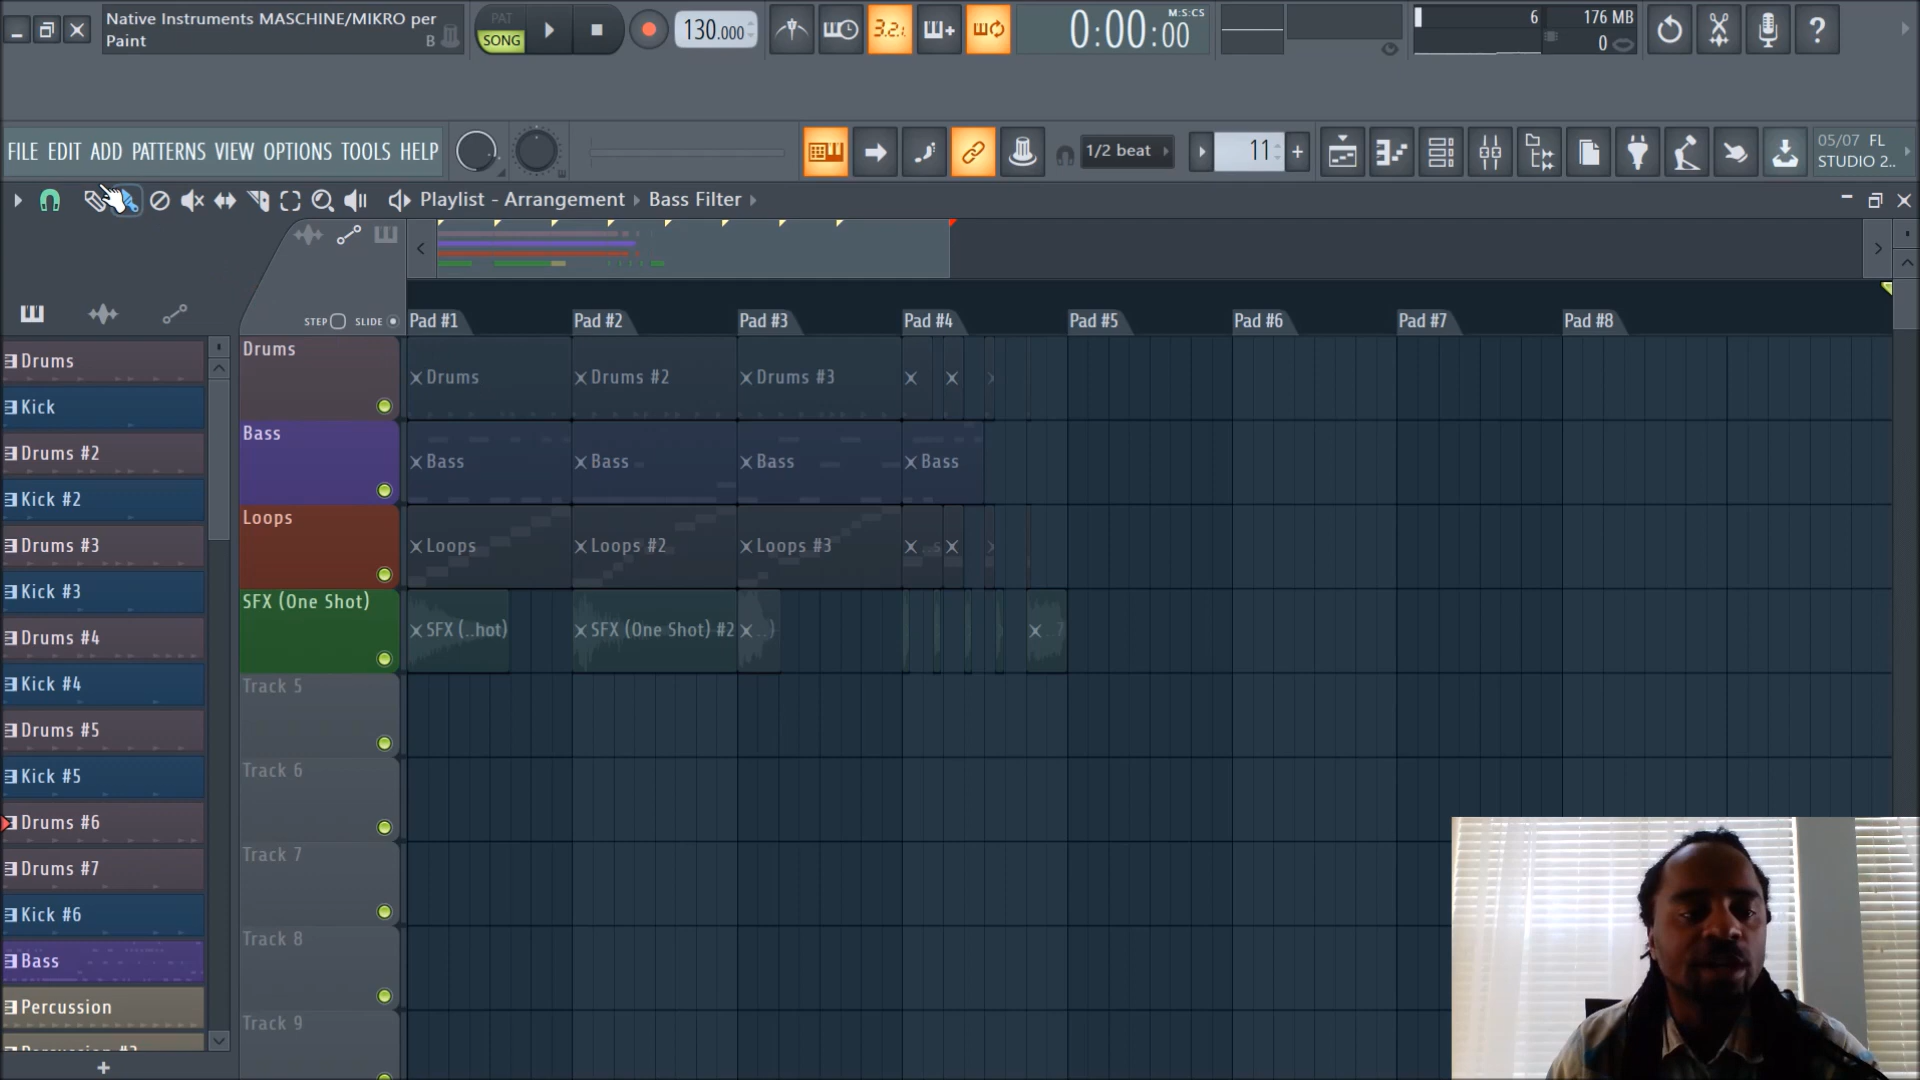 Native Instruments MASCHINE/MIKRO per
Paint B
PAT
SONG
130.000
3.2.
0:00:00
M:S:CS
6
176 MB
0
?
FILE EDIT ADD PATTERNS VIEW OPTIONS TOOLS HELP
1/2 beat
11
+
05/07 FL
STUDIO 2..
Playlist - Arrangement Bass Filter
STEP SLIDE
Pad #1
Pad #2
Pad #3
Pad #4
Pad #5
Pad #6
Pad #7
Pad #8
Drums
Kick
Drums #2
Kick #2
Drums #3
Kick #3
Drums #4
Kick #4
Drums #5
Kick #5
Drums #6
Drums #7
Kick #6
Bass
Percussion
+
Drums
Drums
Drums #2
Drums #3
Bass
Bass
Bass
Bass
Bass
Loops
Loops
Loops #2
Loops #3
..s
SFX (One Shot)
SFX (..hot)
SFX (One Shot) #2
..)
..7
Track 5
Track 6
Track 7
Track 8
Track 9